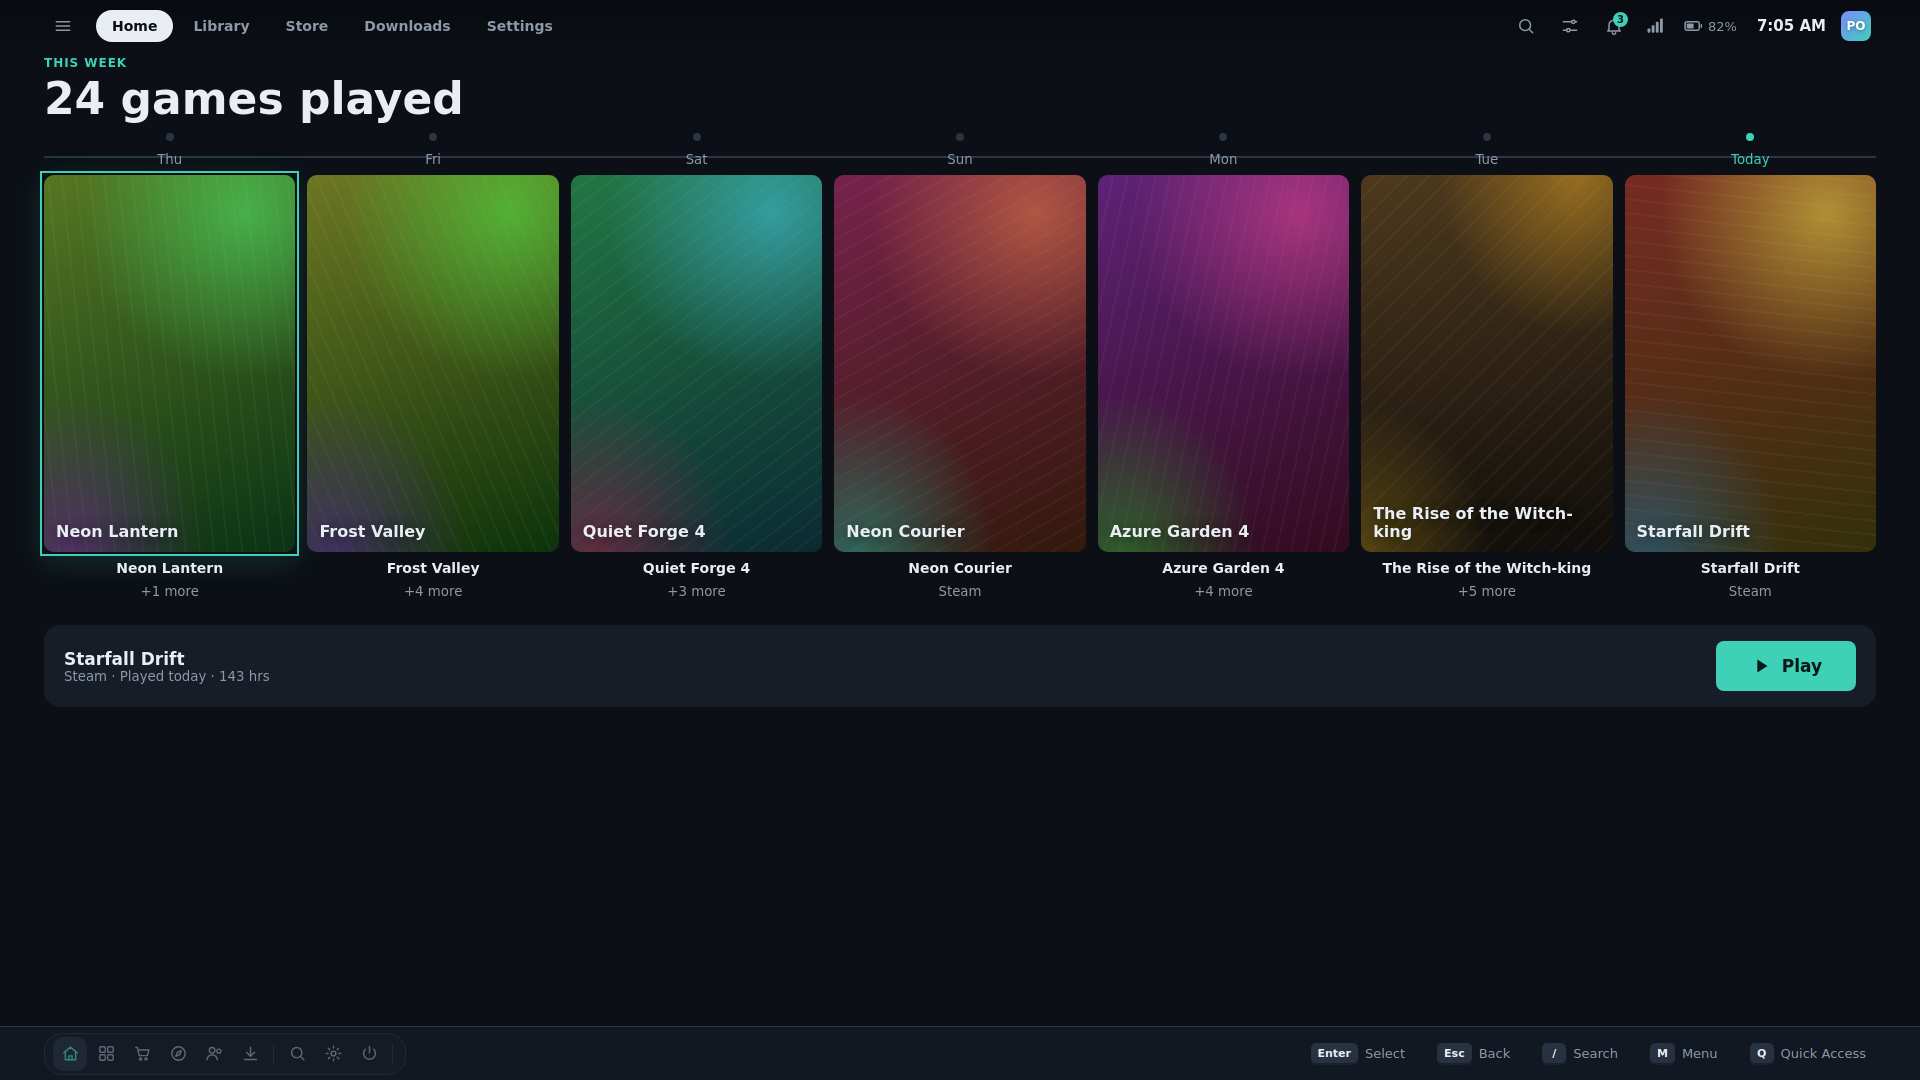 Home Library Store Downloads Settings
3
82% 7:05 AM PO
THIS WEEK
24 games played
Thu Fri Sat Sun Mon Tue Today
Neon Lantern
Frost Valley
Quiet Forge 4
Neon Courier
Azure Garden 4
The Rise of the Witch-
king
Starfall Drift
Neon Lantern
+1 more
Frost Valley
+4 more
Quiet Forge 4
+3 more
Neon Courier
Steam
Azure Garden 4
+4 more
The Rise of the Witch-king
+5 more
Starfall Drift
Steam
Starfall Drift
Steam · Played today · 143 hrs
Play
Enter Select Esc Back / Search M Menu Q Quick Access